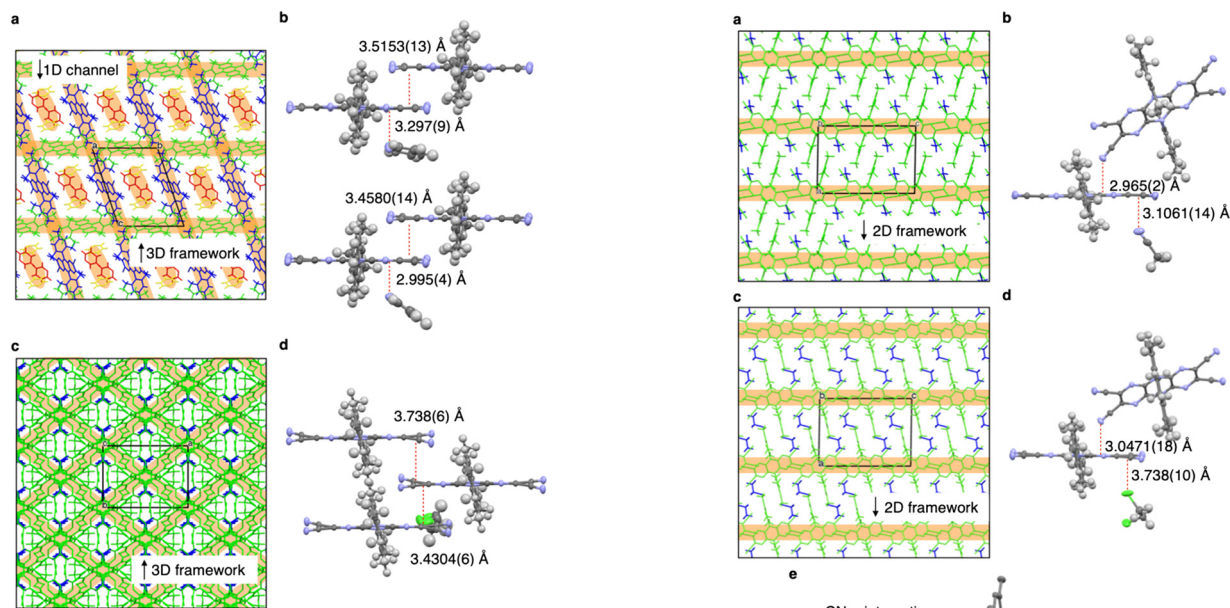 a
b
3.5153(13) Å
↓1D channel
3.297(9) Å
3.4580(14) Å
↑3D framework
2.995(4) Å
c
d
3.738(6) Å
3.4304(6) Å
↑3D framework
a
b
2.965(2) Å
3.1061(14) Å
↓ 2D framework
c
d
3.0471(18) Å
3.738(10) Å
↓ 2D framework
e